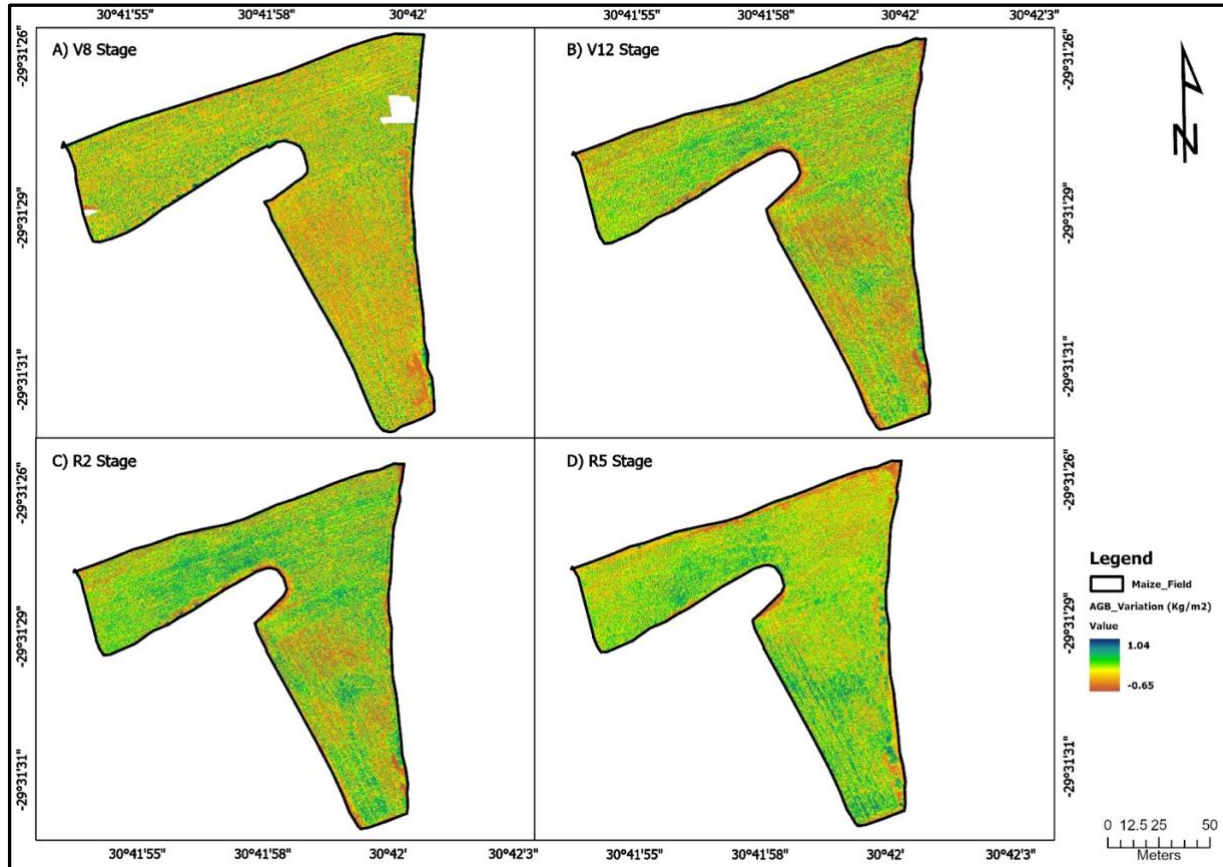 30°41'55" 30°41'58" 30°42' 30°41'55" 30°41'58" 30°42' 30°42'3"
-29°31'26"
-29°31'29"
-29°31'31"
A) V8 Stage
B) V12 Stage
-29°31'26"
-29°31'29"
-29°31'31"
N
-29°31'26"
-29°31'29"
-29°31'31"
C) R2 Stage
D) R5 Stage
-29°31'26"
-29°31'29"
-29°31'31"
Legend
Maize_Field
AGB_Variation (Kg/m2)
Value
1.04
-0.65
0 12.5 25 50
Meters
30°41'55" 30°41'58" 30°42' 30°42'3" 30°41'55" 30°41'58" 30°42' 30°42'3"